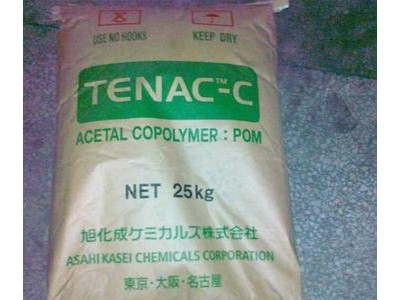 USE NO HOOKS KEEP DRY
TENAC™-C
ACETAL COPOLYMER : POM
NET 25kg
旭化成ケミカルズ株式会社
ASAHI KASEI CHEMICALS CORPORATION
東京・大阪・名古屋